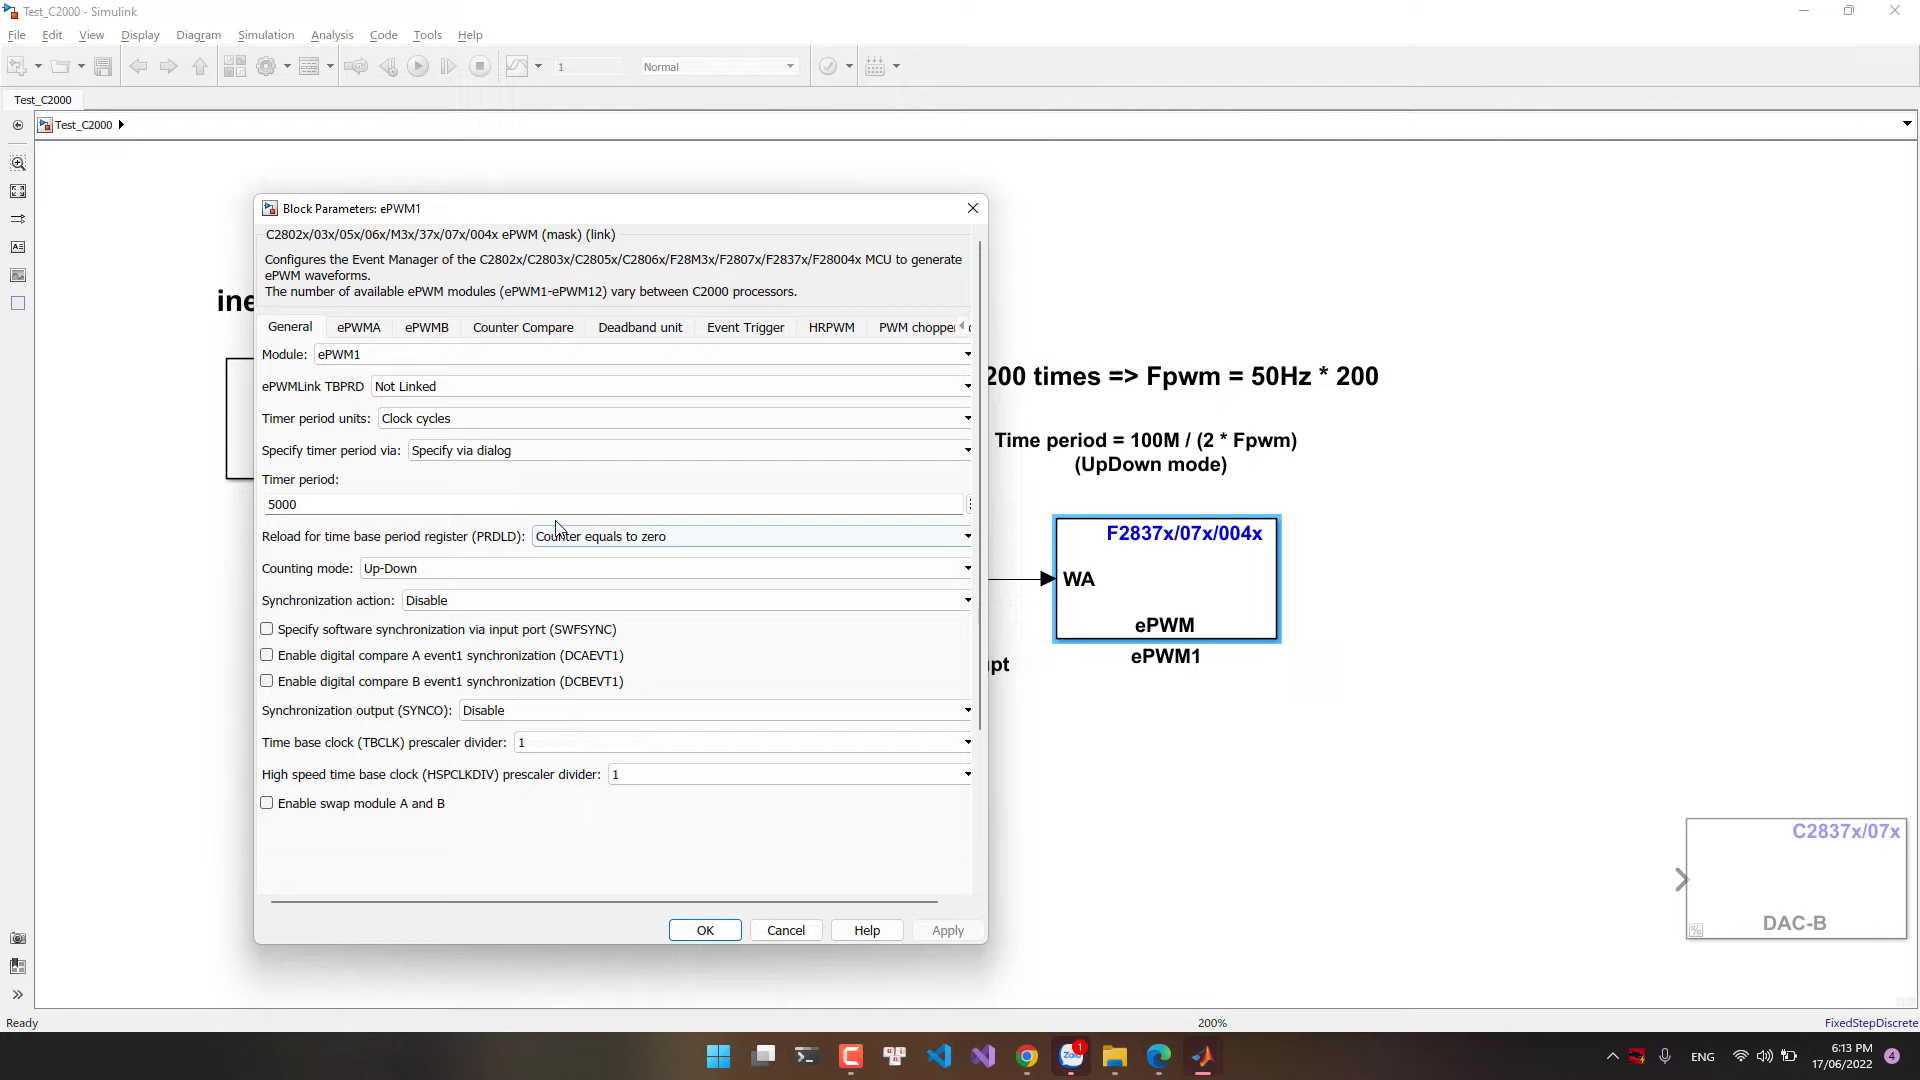 Test_C2000 - Simulink
File Edit View Display Diagram Simulation Analysis Code Tools Help
1 Normal
Test_C2000
Test_C2000
Block Parameters: ePWM1
C2802x/03x/05x/06x/M3x/37x/07x/004x ePWM (mask) (link)
Configures the Event Manager of the C2802x/C2803x/C2805x/C2806x/F28M3x/F2807x/F2837x/F28004x MCU to generate
ePWM waveforms.
The number of available ePWM modules (ePWM1-ePWM12) vary between C2000 processors.
General ePWMA ePWMB Counter Compare Deadband unit Event Trigger HRPWM PWM chopper
Module: ePWM1
ePWMLink TBPRD Not Linked
Timer period units: Clock cycles
Specify timer period via: Specify via dialog
Timer period:
5000
Reload for time base period register (PRDLD): Counter equals to zero
Counting mode: Up-Down
Synchronization action: Disable
Specify software synchronization via input port (SWFSYNC)
Enable digital compare A event1 synchronization (DCAEVT1)
Enable digital compare B event1 synchronization (DCBEVT1)
Synchronization output (SYNCO): Disable
Time base clock (TBCLK) prescaler divider: 1
High speed time base clock (HSPCLKDIV) prescaler divider: 1
Enable swap module A and B
OK Cancel Help Apply
200 times => Fpwm = 50Hz * 200
Time period = 100M / (2 * Fpwm)
(UpDown mode)
F2837x/07x/004x
WA
ePWM
ePWM1
C2837x/07x
DAC-B
Ready 200% FixedStepDiscrete
Zalo 1
ENG 6:13 PM
17/06/2022 4